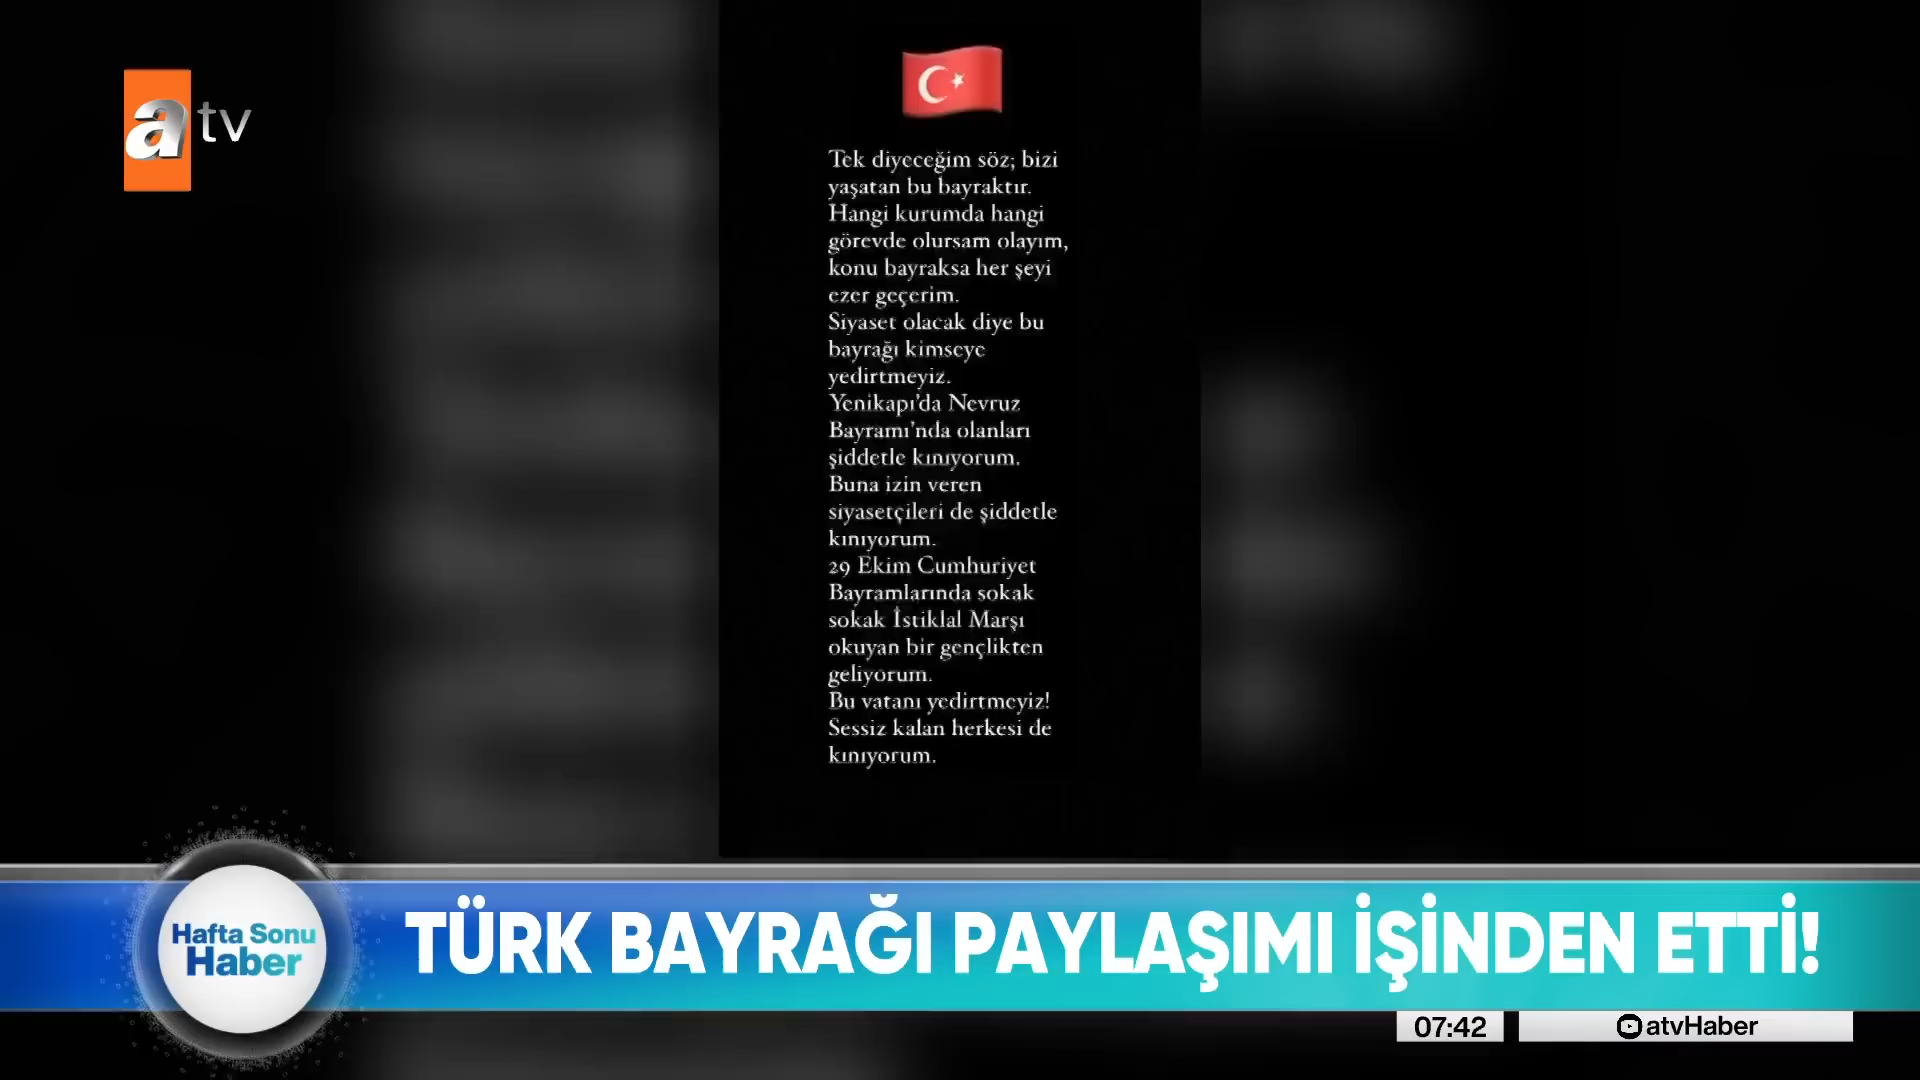 a tv
Tek diyeceğim söz; bizi
yaşatan bu bayraktır.
Hangi kurumda hangi
görevde olursam olayım,
konu bayraksa her şeyi
ezer geçerim.
Siyaset olacak diye bu
bayrağı kimseye
yedirtmeyiz.
Yenikapı'da Nevruz
Bayramı'nda olanları
şiddetle kınıyorum.
Buna izin veren
siyasetçileri de şiddetle
kınıyorum.
29 Ekim Cumhuriyet
Bayramlarında sokak
sokak İstiklal Marşı
okuyan bir gençlikten
geliyorum.
Bu vatanı yedirtmeyiz!
Sessiz kalan herkesi de
kınıyorum.
Hafta Sonu
Haber
TÜRK BAYRAĞI PAYLAŞIMI İŞİNDEN ETTİ!
07:42
atvHaber